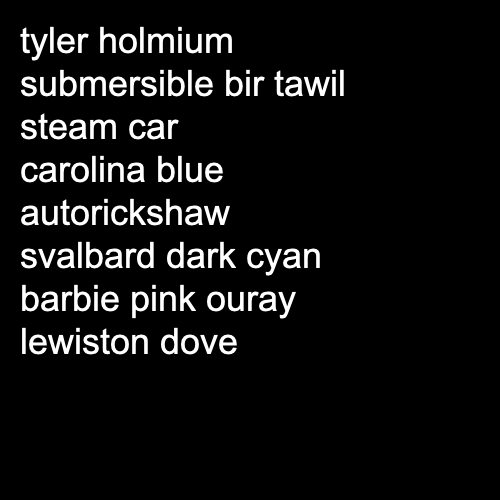 tyler holmium
submersible bir tawil
steam car
carolina blue
autorickshaw
svalbard dark cyan
barbie pink ouray
lewiston dove